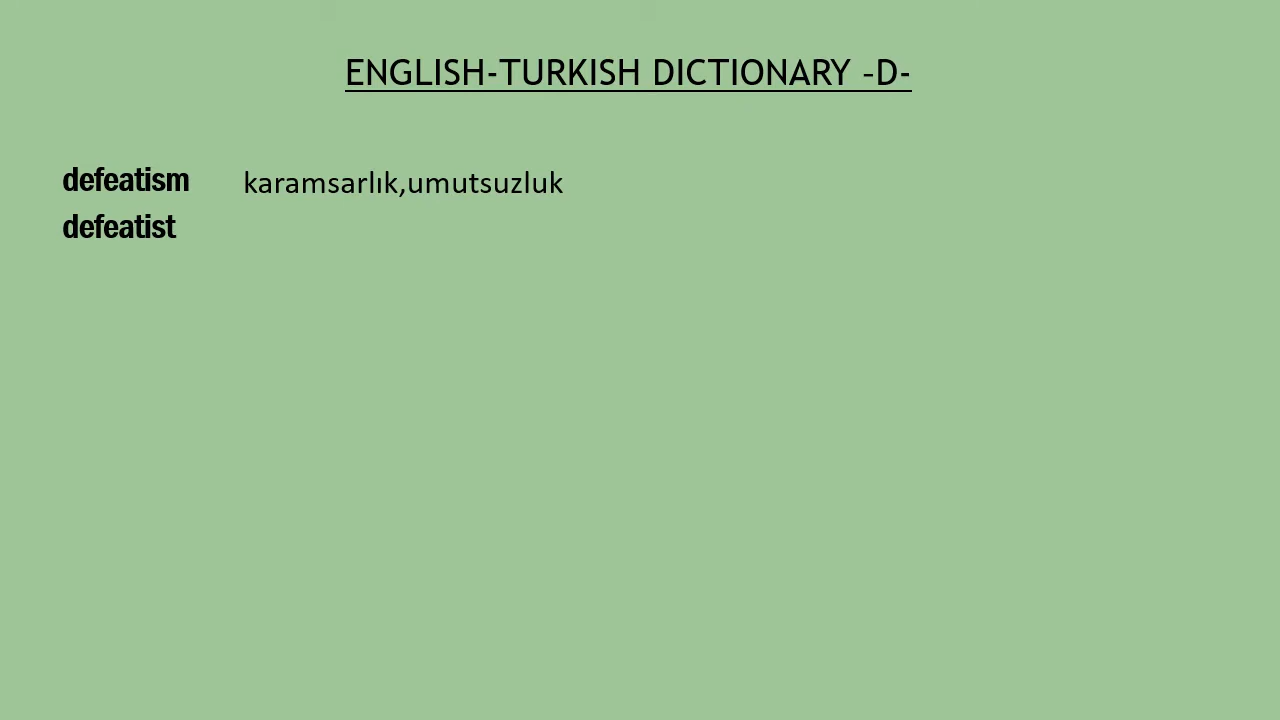 ENGLISH-TURKISH DICTIONARY –D-
defeatism karamsarlık,umutsuzluk
defeatist